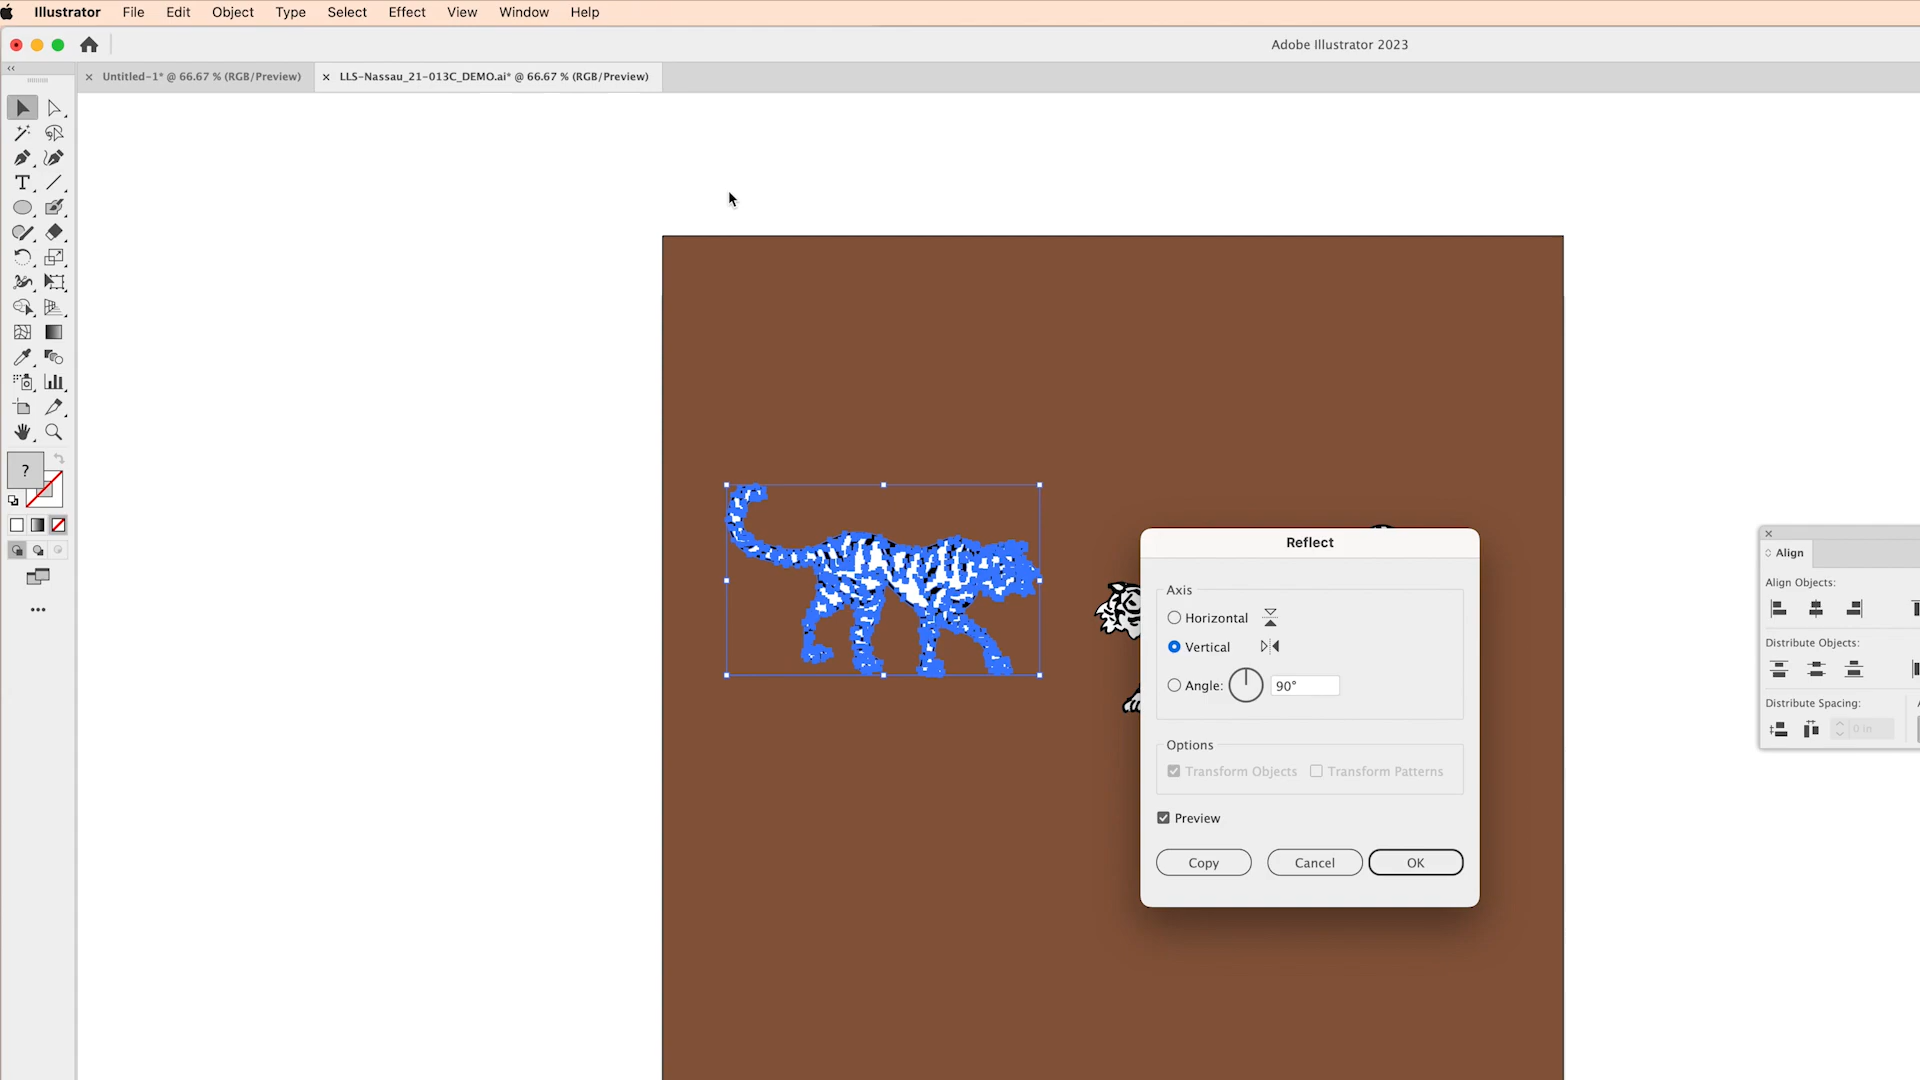 Illustrator File Edit Object Type Select Effect View Window Help
Adobe Illustrator 2023
Untitled-1* @ 66.67 % (RGB/Preview) LLS-Nassau_21-013C_DEMO.ai* @ 66.67 % (RGB/Preview)
T
?
Reflect
Axis
Horizontal
Vertical
Angle: 90°
Options
Transform Objects Transform Patterns
Preview
Copy Cancel OK
Align
Align Objects:
Distribute Objects:
Distribute Spacing:
0 in